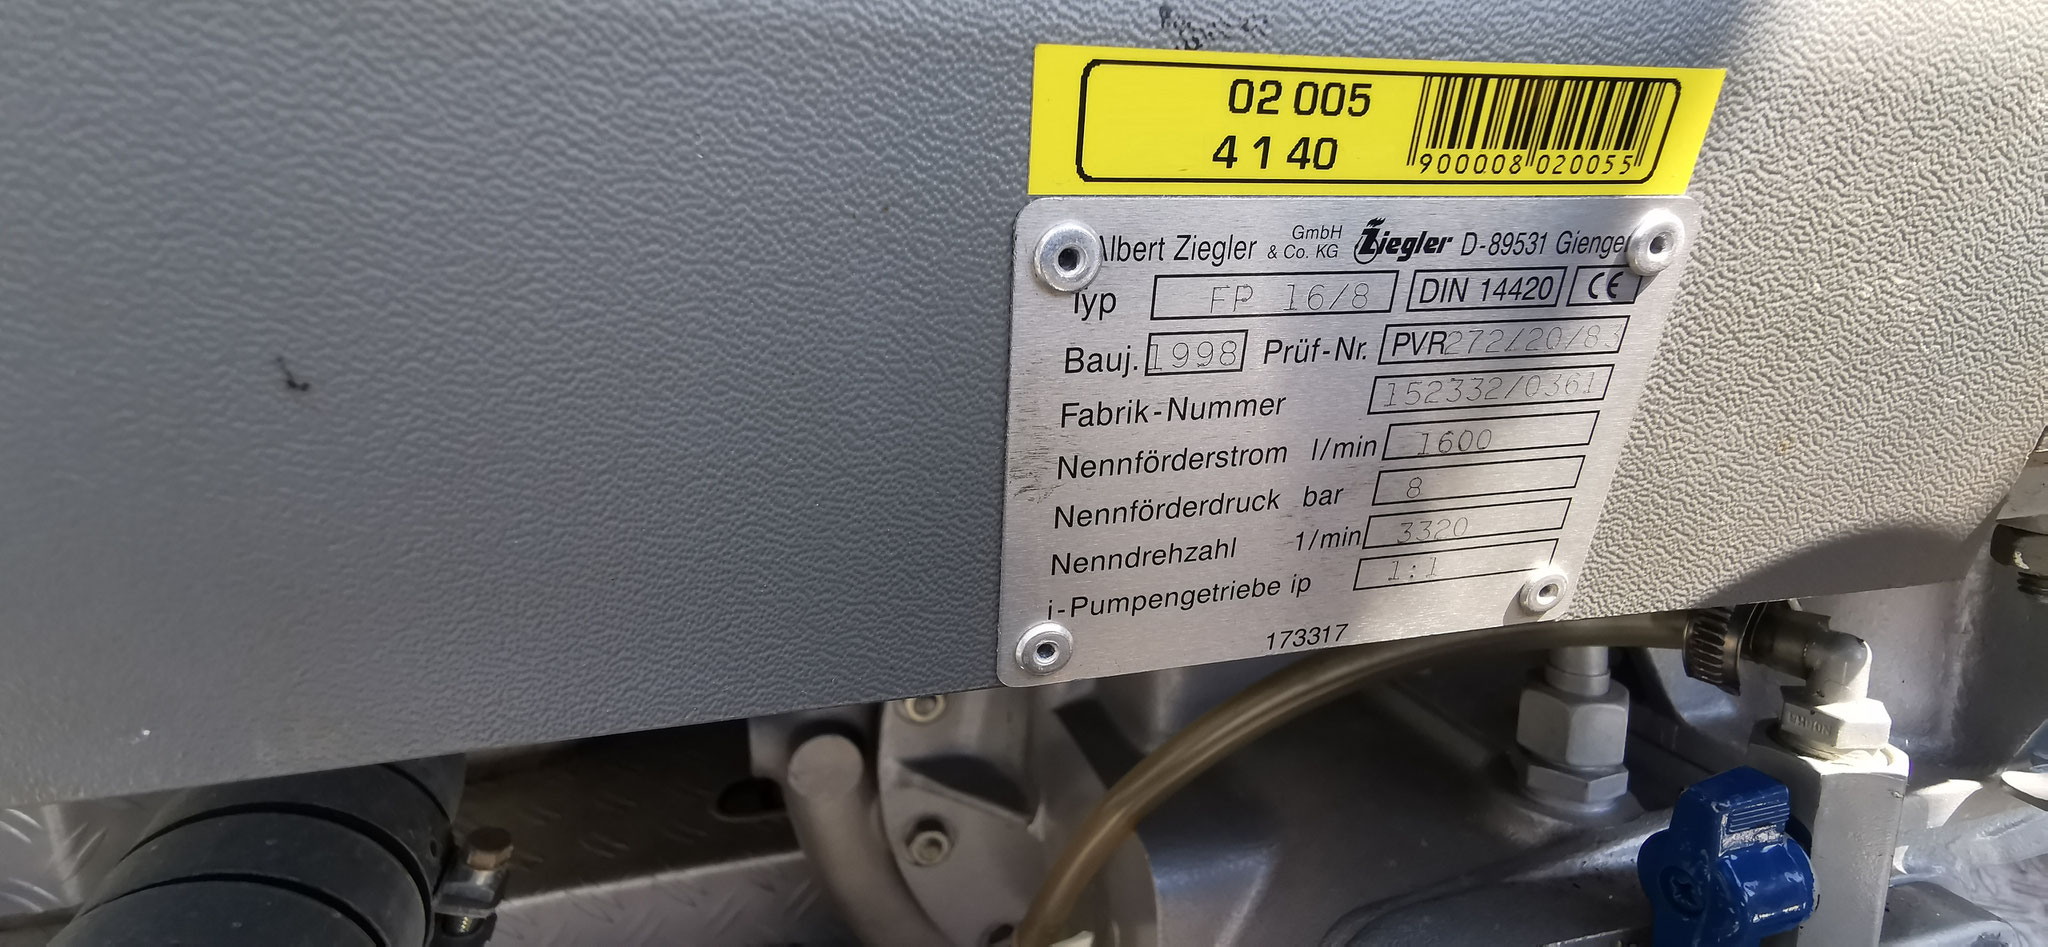 02 005
4 1 40
900008 020055
Albert Ziegler GmbH & Co. KG Ziegler D-89531 Giengen
Typ FP 16/8 DIN 14420 CE
Bauj. 1998 Prüf-Nr. PVR272/20/83
Fabrik-Nummer 152332/0361
Nennförderstrom l/min 1600
Nennförderdruck bar 8
Nenndrehzahl 1/min 3320
i-Pumpengetriebe ip 1:1
173317